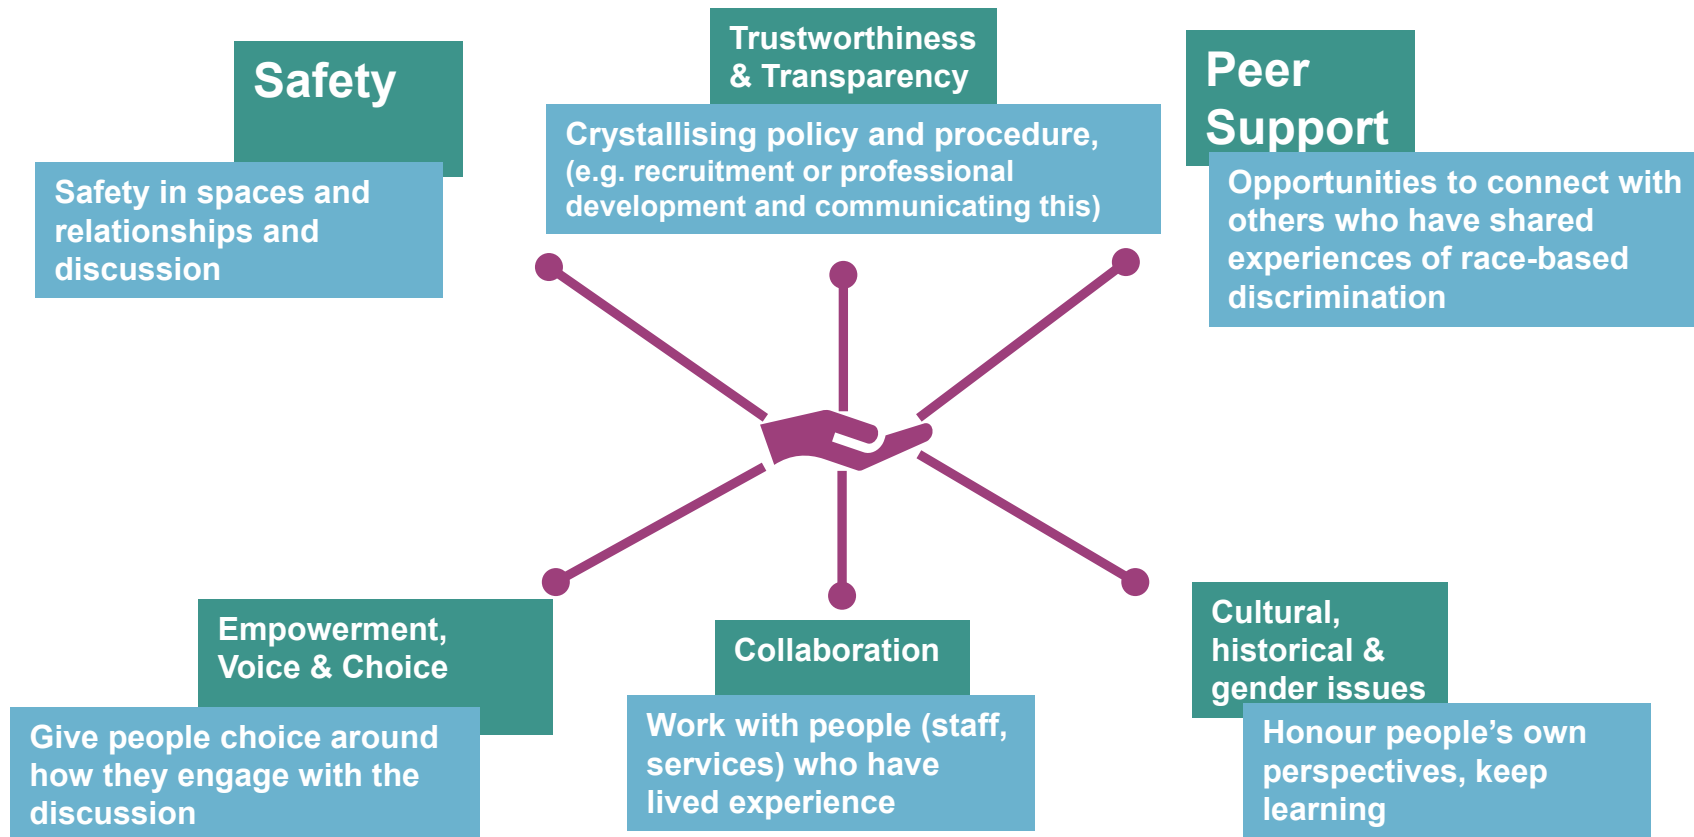 Safety
Safety in spaces and
relationships and
discussion
Trustworthiness
& Transparency
Crystallising policy and procedure,
(e.g. recruitment or professional
development and communicating this)
Peer
Support
Opportunities to connect with
others who have shared
experiences of race-based
discrimination
Empowerment,
Voice & Choice
Give people choice around
how they engage with the
discussion
Collaboration
Work with people (staff,
services) who have
lived experience
Cultural,
historical &
gender issues
Honour people’s own
perspectives, keep
learning